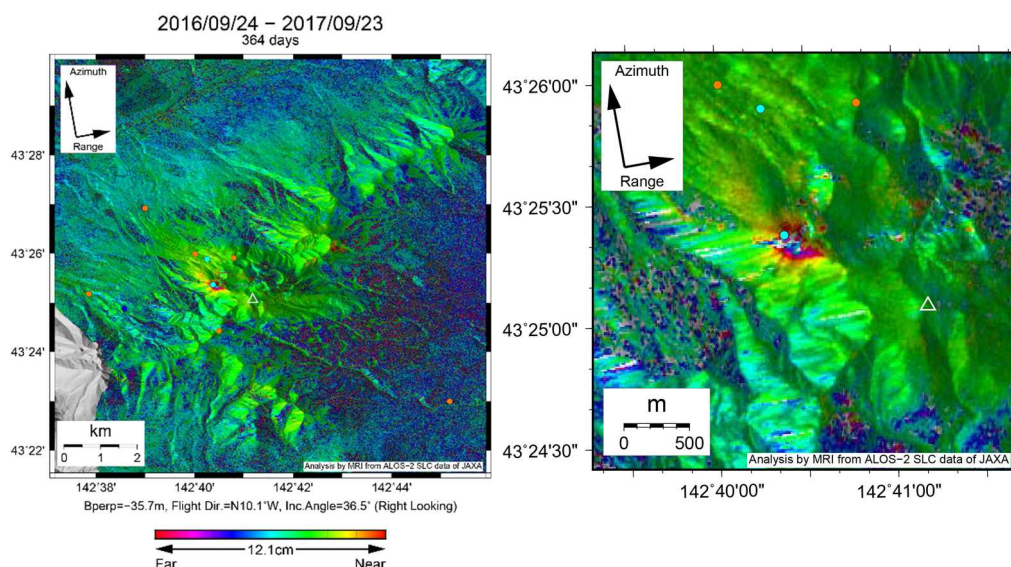 2016/09/24 − 2017/09/23
364 days
Azimuth
Range
43˚28'
43˚26'
43˚24'
43˚22'
km
0 1 2
Analysis by MRI from ALOS−2 SLC data of JAXA
142˚38' 142˚40' 142˚42' 142˚44'
Bperp=−35.7m, Flight Dir.=N10.1˚W, Inc.Angle=36.5˚ (Right Looking)
12.1cm
Far Near
Azimuth
Range
43˚26'00"
43˚25'30"
43˚25'00"
43˚24'30"
m
0 500
Analysis by MRI from ALOS−2 SLC data of JAXA
142˚40'00" 142˚41'00"